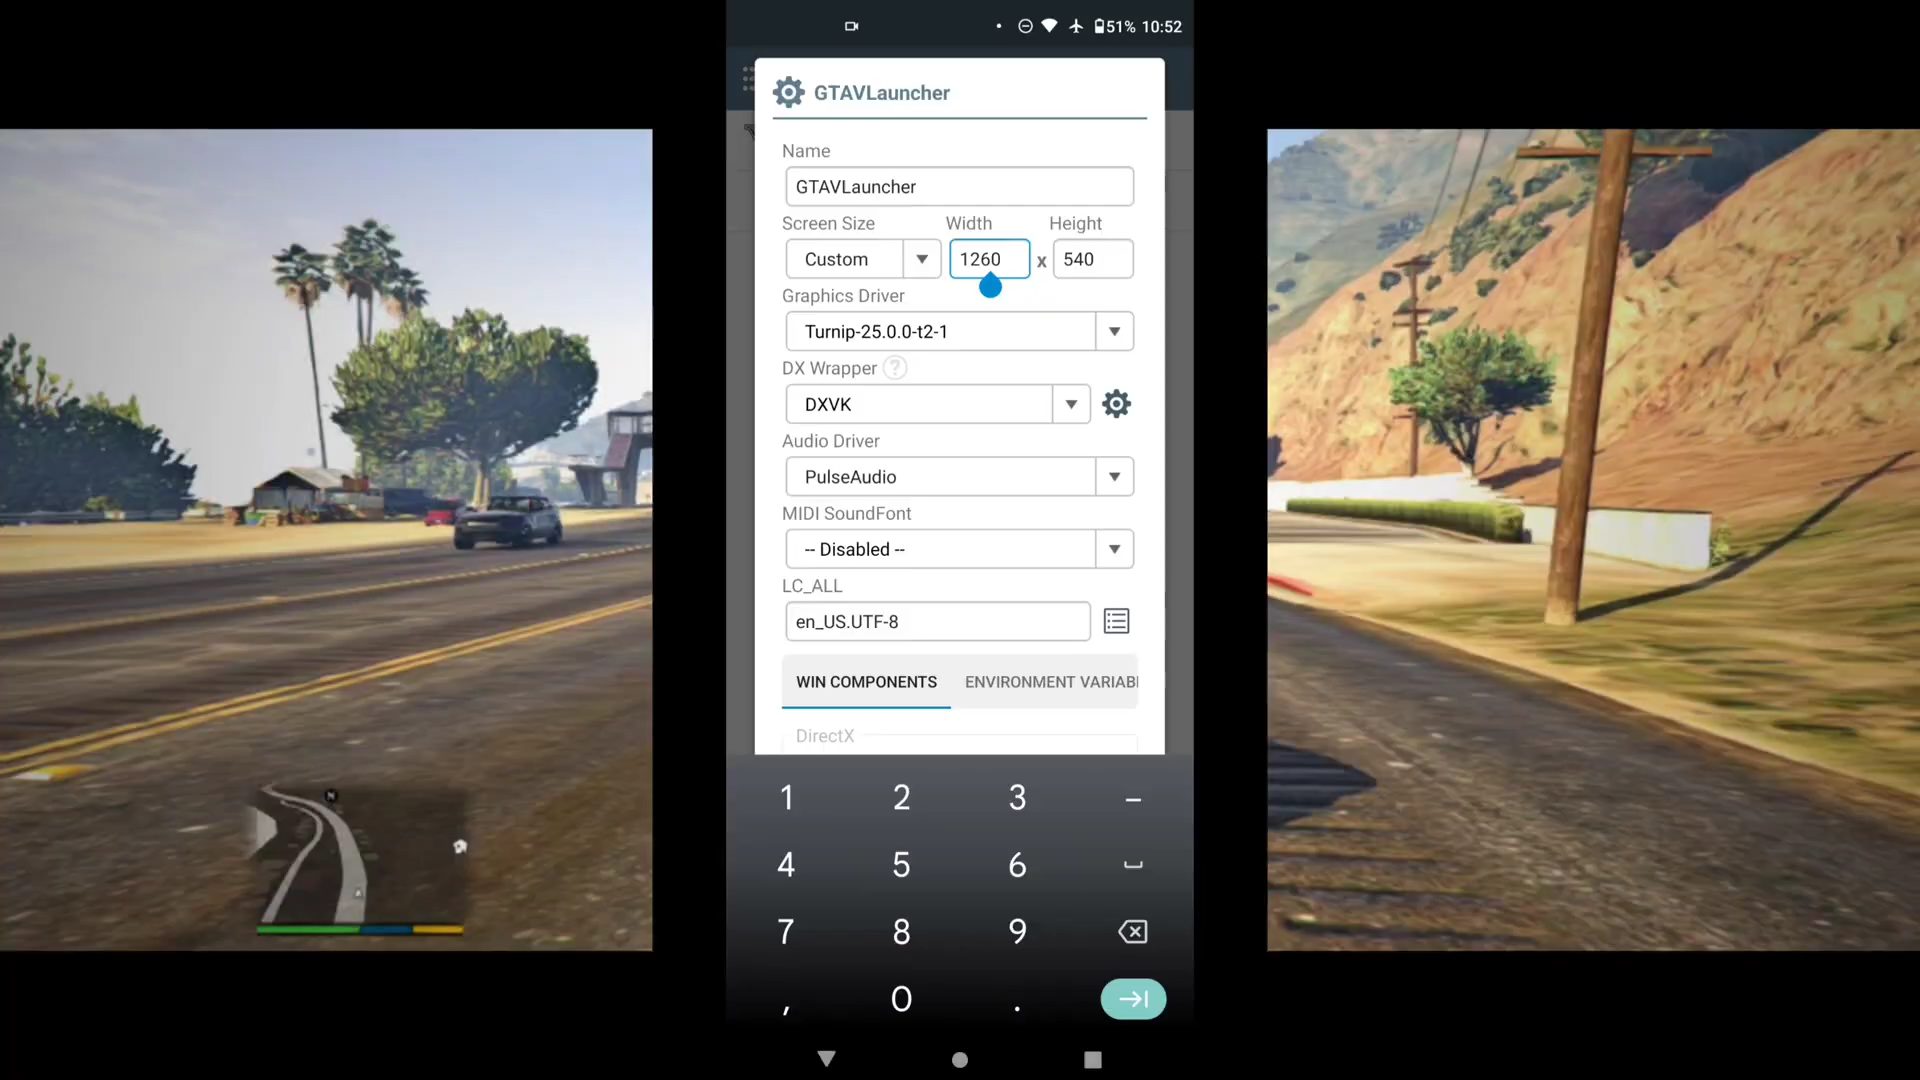 51% 10:52
GTAVLauncher
Name
GTAVLauncher
Screen Size Width Height
Custom 1260 x 540
Graphics Driver
Turnip-25.0.0-t2-1
DX Wrapper ?
DXVK
Audio Driver
PulseAudio
MIDI SoundFont
-- Disabled --
LC_ALL
en_US.UTF-8
WIN COMPONENTS ENVIRONMENT VARIABL
DirectX
1 2 3 –
4 5 6
7 8 9
, 0 .
N